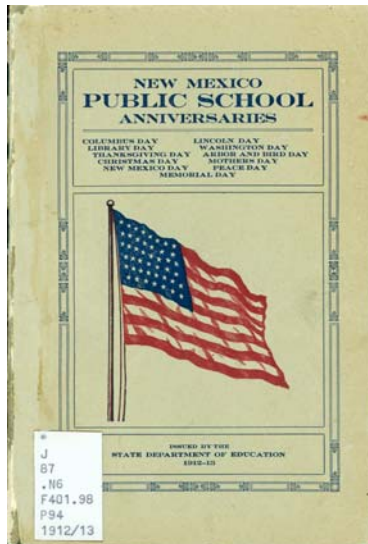 NEW MEXICO
PUBLIC SCHOOL
ANNIVERSARIES
COLUMBUS DAY LINCOLN DAY
LIBRARY DAY WASHINGTON DAY
THANKSGIVING DAY ARBOR AND BIRD DAY
CHRISTMAS DAY MOTHERS DAY
NEW MEXICO DAY PEACE DAY
MEMORIAL DAY
ISSUED BY THE
STATE DEPARTMENT OF EDUCATION
1912-13
*
J
87
.N6
F401.98
P94
1912/13